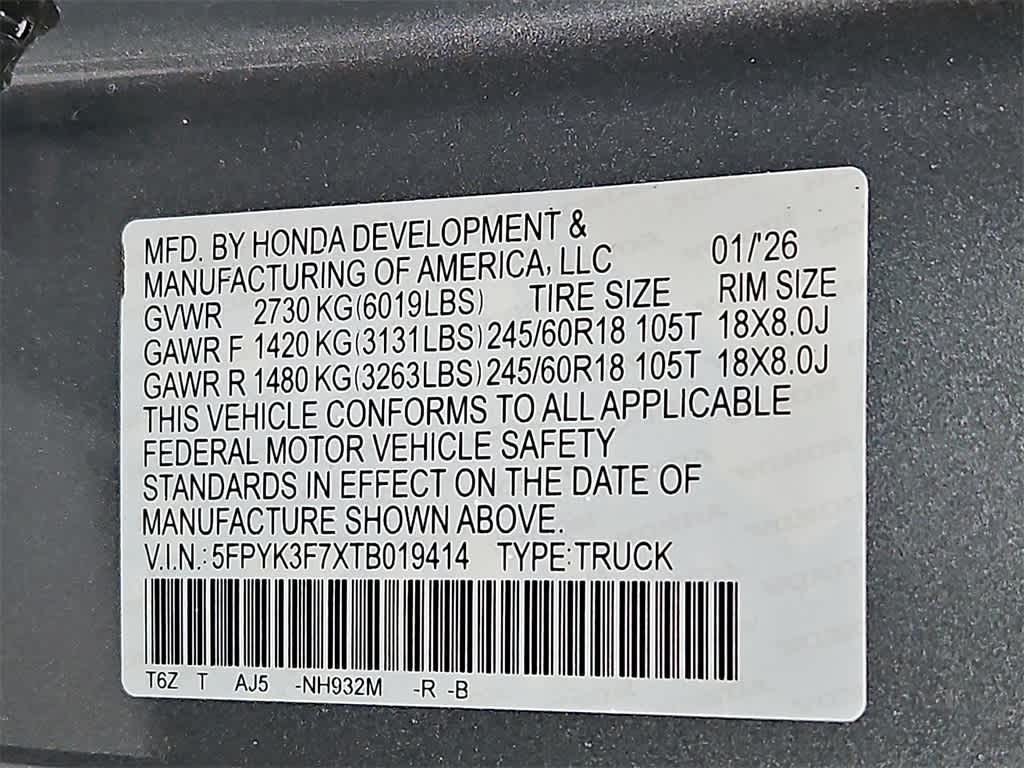 MFD. BY HONDA DEVELOPMENT &
MANUFACTURING OF AMERICA, LLC 01/'26
GVWR 2730 KG(6019LBS) TIRE SIZE RIM SIZE
GAWR F 1420 KG(3131LBS) 245/60R18 105T 18X8.0J
GAWR R 1480 KG(3263LBS) 245/60R18 105T 18X8.0J
THIS VEHICLE CONFORMS TO ALL APPLICABLE
FEDERAL MOTOR VEHICLE SAFETY
STANDARDS IN EFFECT ON THE DATE OF
MANUFACTURE SHOWN ABOVE.
V.I.N.: 5FPYK3F7XTB019414 TYPE:TRUCK
T6Z T AJ5 -NH932M -R -B